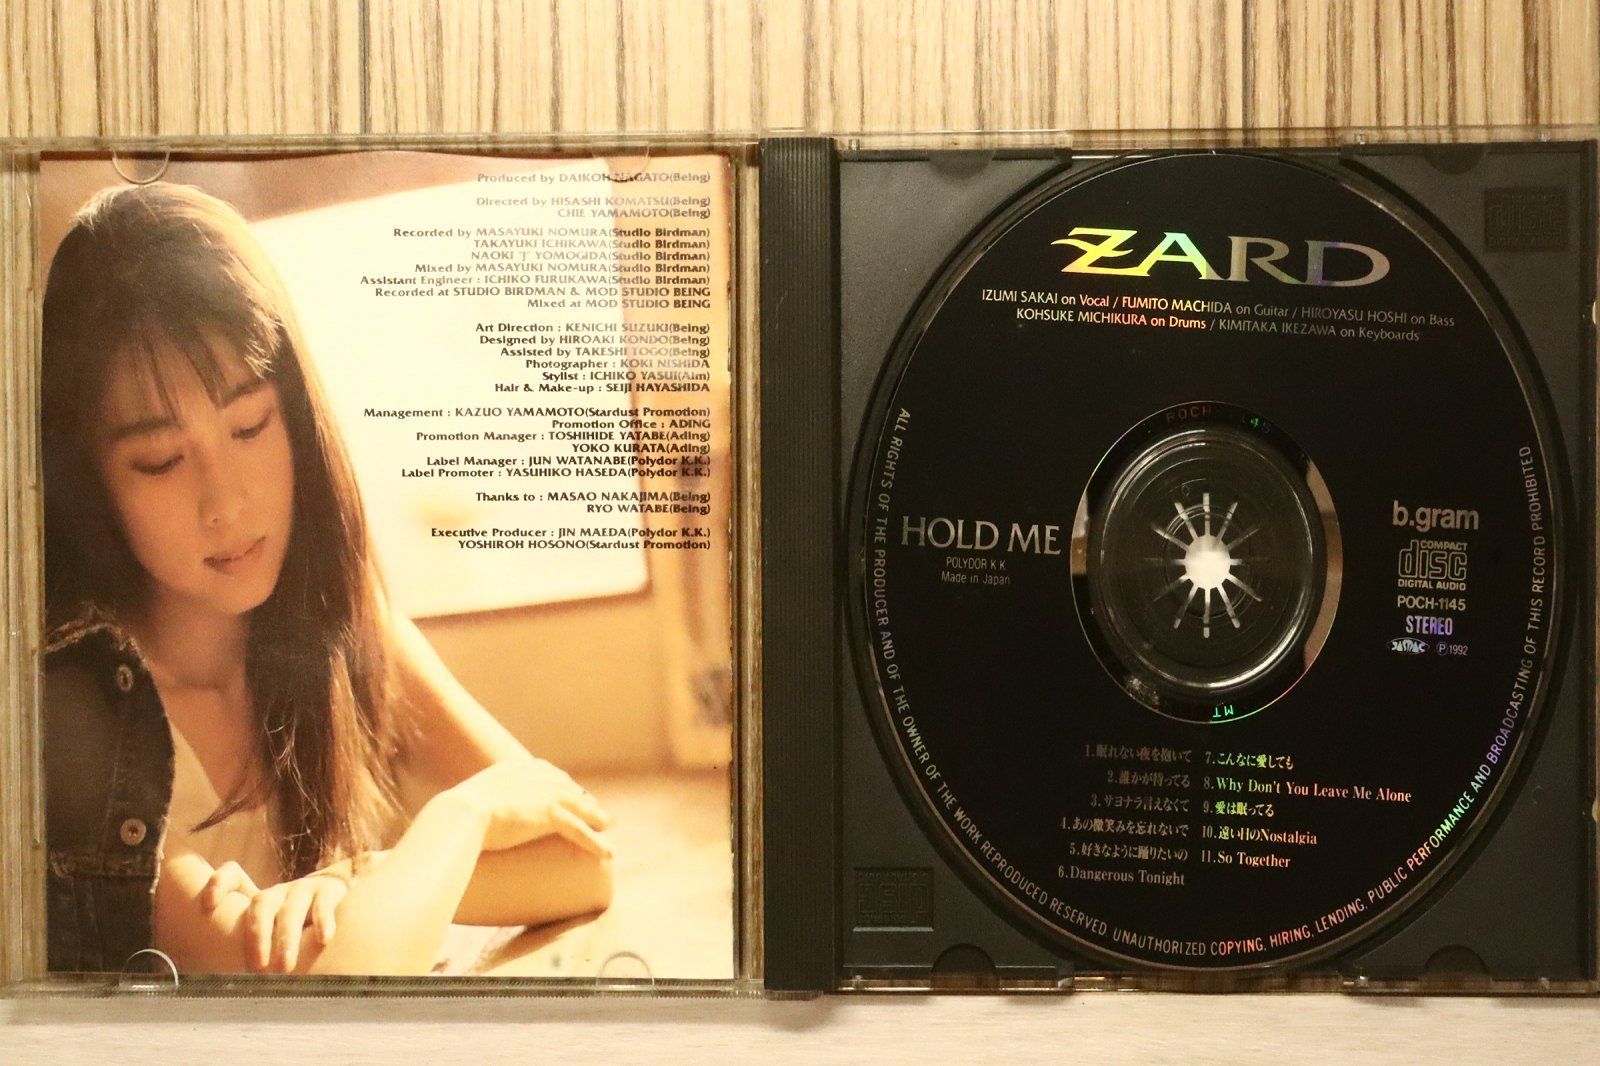 Produced by DAIKOH NAGATO(Being)
Directed by HISASHI KOMATSU(Being)
CHIE YAMAMOTO(Being)
Recorded by MASAYUKI NOMURA(Studio Birdman)
TAKAYUKI ICHIKAWA(Studio Birdman)
NAOKI "J" YOMOGIDA(Studio Birdman)
Mixed by MASAYUKI NOMURA(Studio Birdman)
Assistant Engineer : ICHIKO FURUKAWA(Studio Birdman)
Recorded at STUDIO BIRDMAN & MOD STUDIO BEING
Mixed at MOD STUDIO BEING
Art Direction : KENICHI SUZUKI(Being)
Designed by HIROAKI KONDO(Being)
Assisted by TAKESHI TOGO(Being)
Photographer : KOKI NISHIDA
Stylist : ICHIKO YASUI(Aim)
Hair & Make-up : SEIJI HAYASHIDA
Management : KAZUO YAMAMOTO(Stardust Promotion)
Promotion Office : ADING
Promotion Manager : TOSHIHIDE YATABE(Ading)
YOKO KURATA(Ading)
Label Manager : JUN WATANABE(Polydor K.K.)
Label Promoter : YASUHIKO HASEDA(Polydor K.K.)
Thanks to : MASAO NAKAJIMA(Being)
RYO WATABE(Being)
Executive Producer : JIN MAEDA(Polydor K.K.)
YOSHIROH HOSONO(Stardust Promotion)
ZARD
IZUMI SAKAI on Vocal / FUMITO MACHIDA on Guitar / HIROYASU HOSHI on Bass
KOHSUKE MICHIKURA on Drums / KIMITAKA IKEZAWA on Keyboards
HOLD ME
POLYDOR K K
Made in Japan
b.gram
COMPACT
disc
DIGITAL AUDIO
POCH-1145
STEREO
JASRAC
Ⓟ1992
1.眠れない夜を抱いて
2.誰かが待ってる
3.サヨナラ言えなくて
4.あの微笑みを忘れないで
5.好きなように踊りたいの
6.Dangerous Tonight
7.こんなに愛しても
8.Why Don't You Leave Me Alone
9.愛は眠ってる
10.遠い日のNostalgia
11.So Together
ALL RIGHTS OF THE PRODUCER AND OF THE OWNER OF THE WORK REPRODUCED RESERVED. UNAUTHORIZED COPYING, HIRING, LENDING, PUBLIC PERFORMANCE AND BROADCASTING OF THIS RECORD PROHIBITED
MT